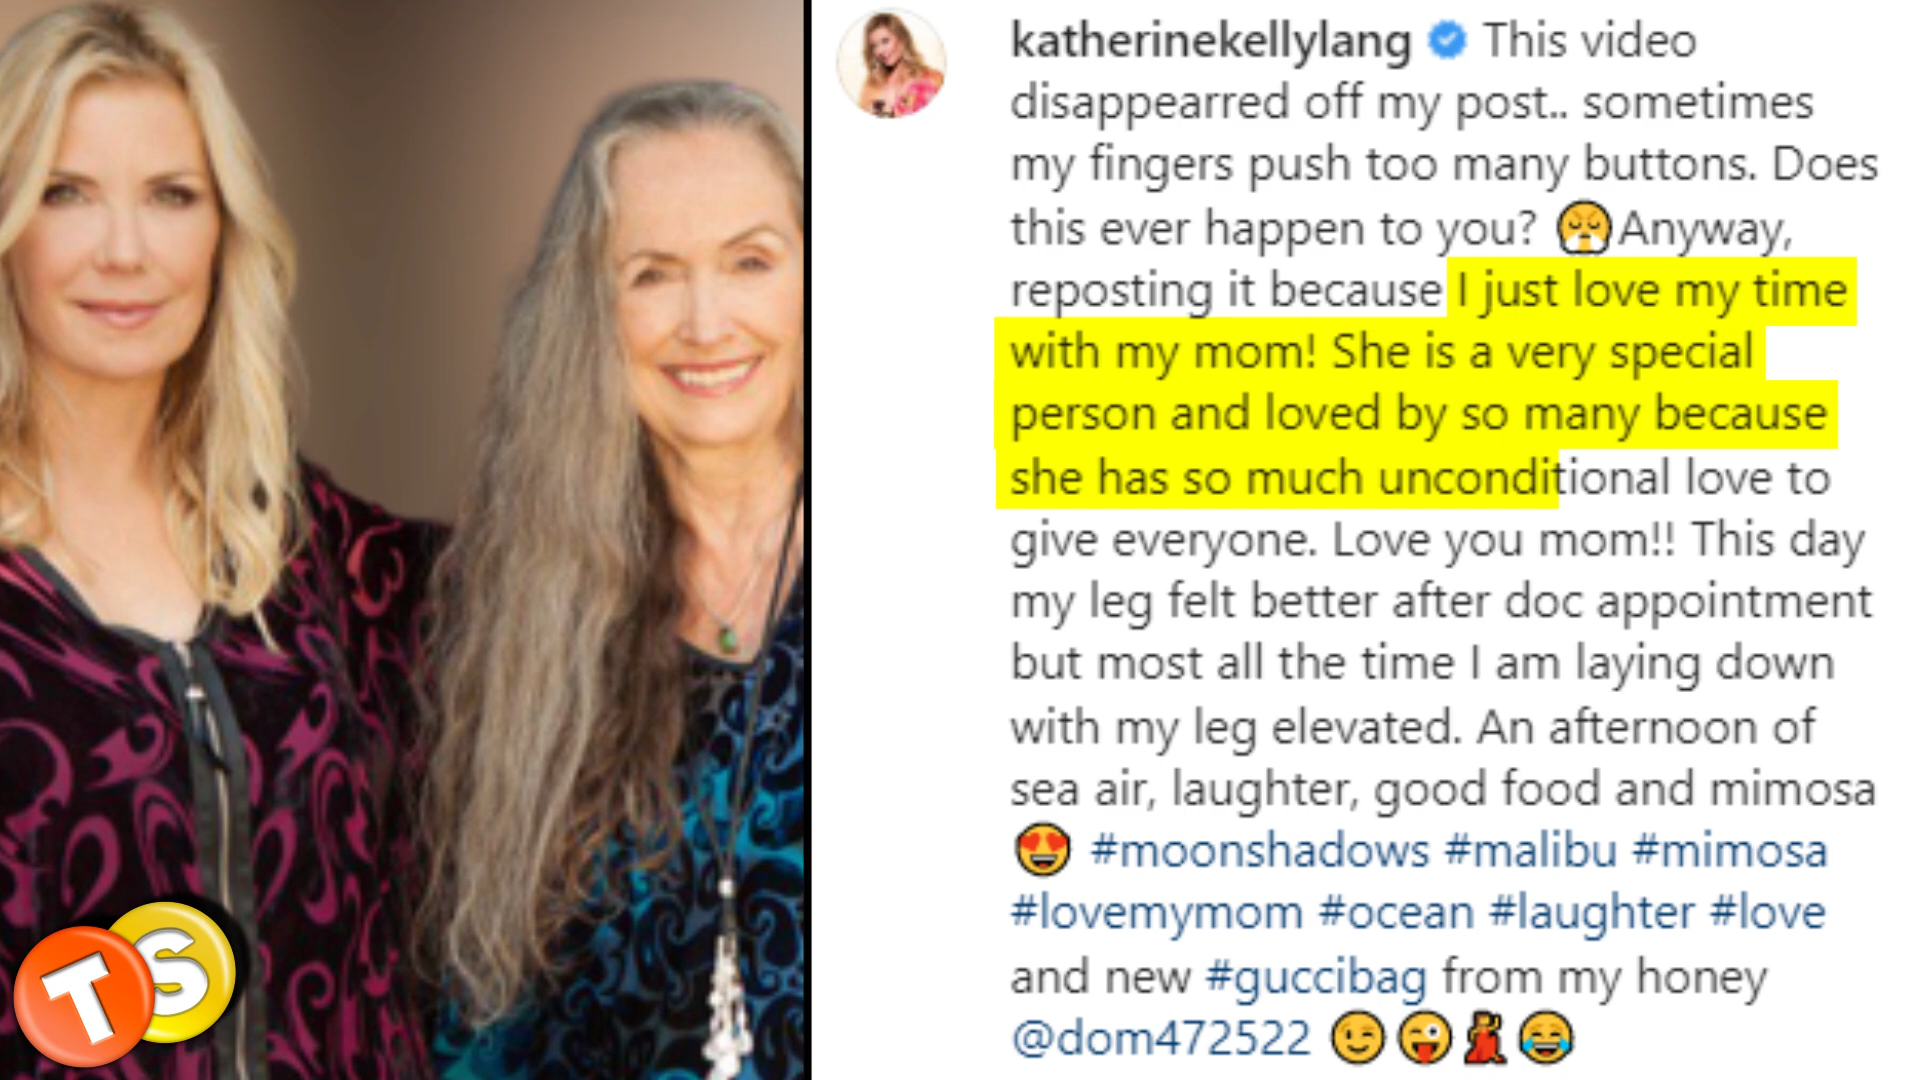 katherinekellylang This video
disappearred off my post.. sometimes
my fingers push too many buttons. Does
this ever happen to you? 😤Anyway,
reposting it because I just love my time
with my mom! She is a very special
person and loved by so many because
she has so much unconditional love to
give everyone. Love you mom!! This day
my leg felt better after doc appointment
but most all the time I am laying down
with my leg elevated. An afternoon of
sea air, laughter, good food and mimosa
😍 #moonshadows #malibu #mimosa
#lovemymom #ocean #laughter #love
and new #guccibag from my honey
@dom472522 😉😜💃😂
TS